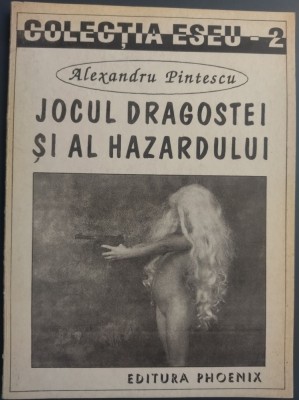 COLECȚIA ESEU - 2
Alexandru Pintescu
JOCUL DRAGOSTEI
ȘI AL HAZARDULUI
EDITURA PHOENIX